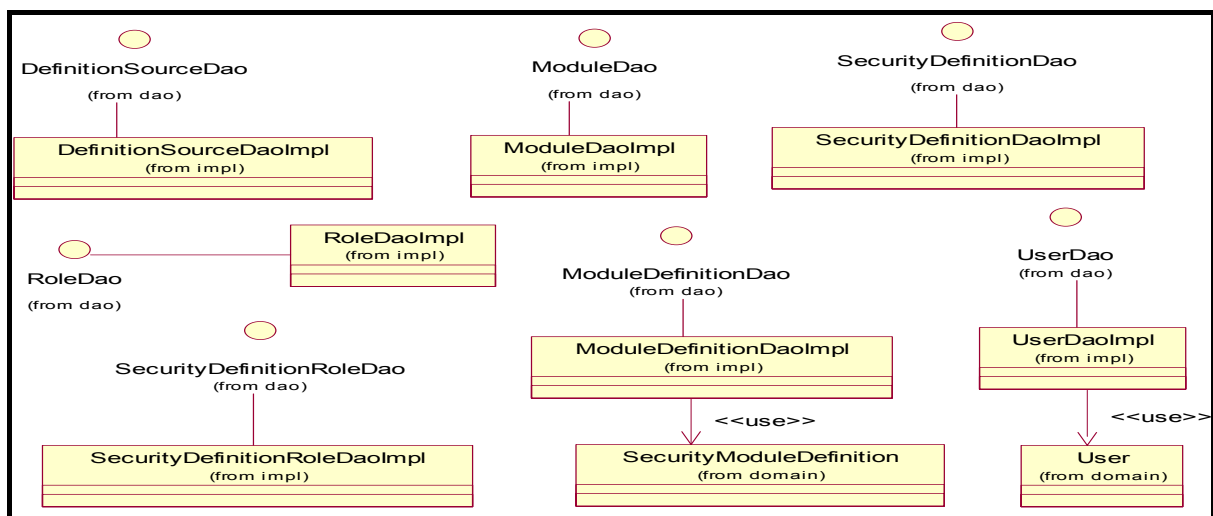 DefinitionSourceDao
(from dao)
DefinitionSourceDaoImpl
(from impl)
ModuleDao
(from dao)
ModuleDaoImpl
(from impl)
SecurityDefinitionDao
(from dao)
SecurityDefinitionDaoImpl
(from impl)
RoleDao
(from dao)
RoleDaoImpl
(from impl)
ModuleDefinitionDao
(from dao)
ModuleDefinitionDaoImpl
(from impl)
<<use>>
SecurityModuleDefinition
(from domain)
UserDao
(from dao)
UserDaoImpl
(from impl)
<<use>>
User
(from domain)
SecurityDefinitionRoleDao
(from dao)
SecurityDefinitionRoleDaoImpl
(from impl)